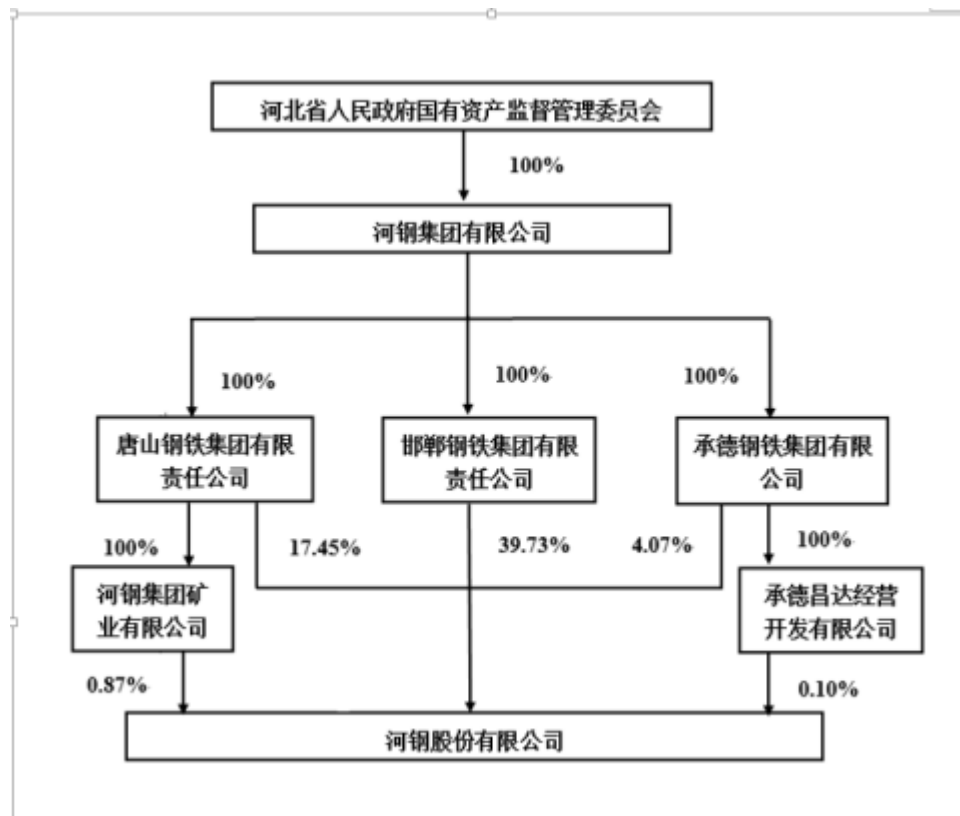 河北省人民政府国有资产监督管理委员会
100%
河钢集团有限公司
100%
100%
100%
唐山钢铁集团有限
责任公司
邯郸钢铁集团有限
责任公司
承德钢铁集团有限
公司
100%
17.45%
39.73%
4.07%
100%
河钢集团矿
业有限公司
承德昌达经营
开发有限公司
0.87%
0.10%
河钢股份有限公司